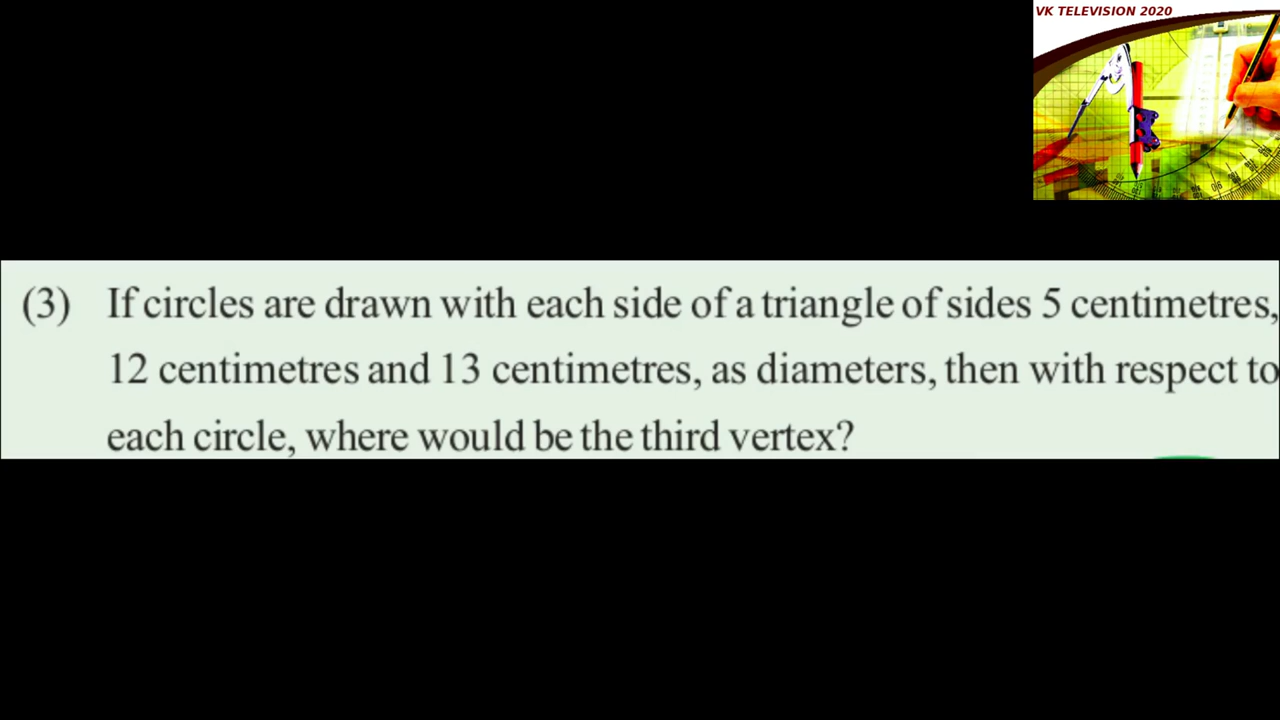 VK TELEVISION 2020
(3) If circles are drawn with each side of a triangle of sides 5 centimetres,
12 centimetres and 13 centimetres, as diameters, then with respect to
each circle, where would be the third vertex?